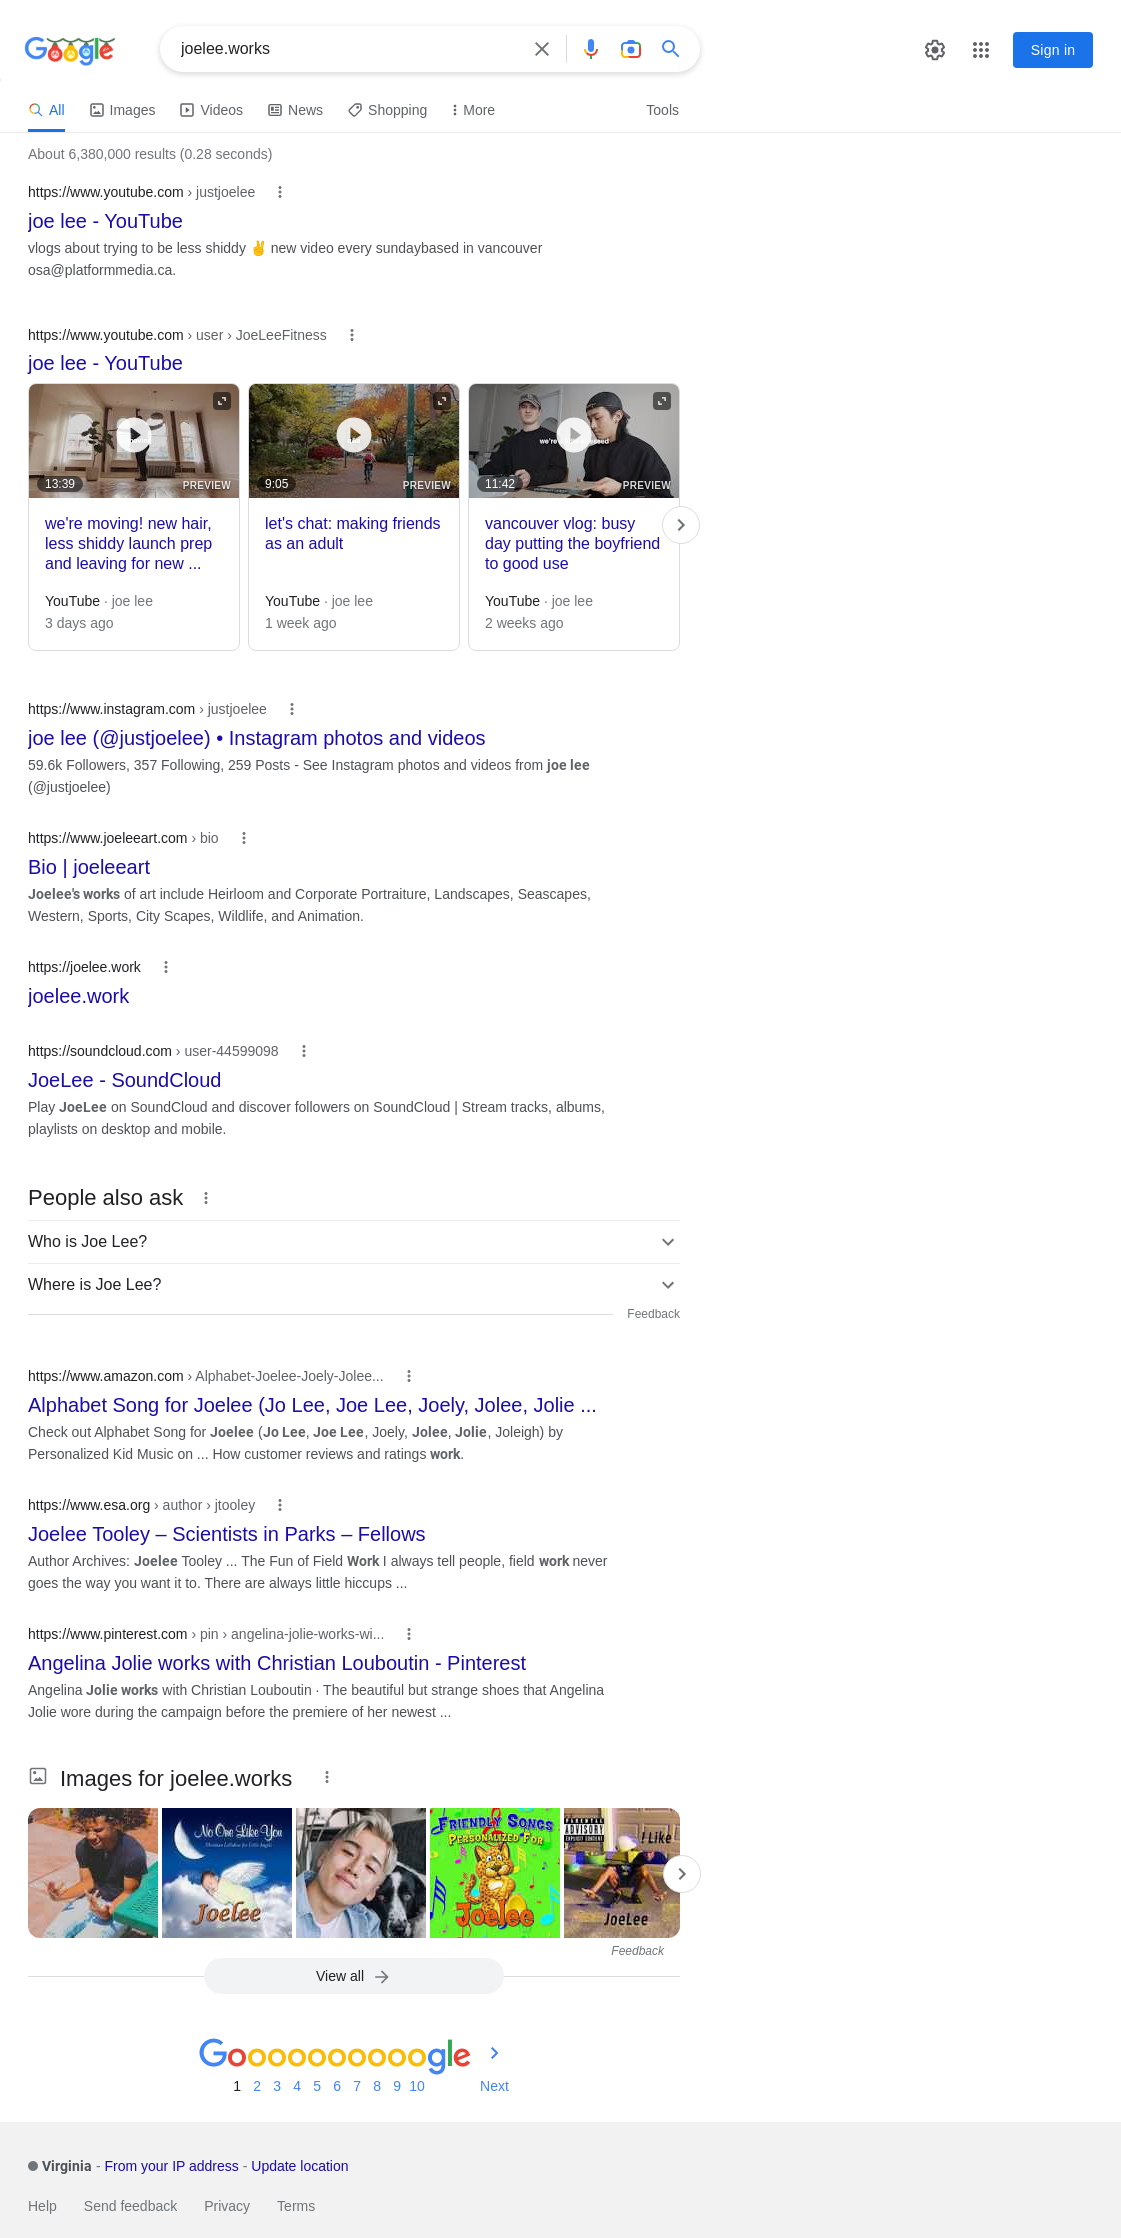 Google
joelee.works
Sign in
All
Images
Videos
News
Shopping
More
Tools
About 6,380,000 results (0.28 seconds)
https://www.youtube.com › justjoelee
joe lee - YouTube
vlogs about trying to be less shiddy ✌️ new video every sundaybased in vancouver
osa@platformmedia.ca.
https://www.youtube.com › user › JoeLeeFitness
joe lee - YouTube
13:39
PREVIEW
9:05
PREVIEW
11:42
PREVIEW
we're moving! new hair,
less shiddy launch prep
and leaving for new ...
YouTube · joe lee
3 days ago
let's chat: making friends
as an adult
YouTube · joe lee
1 week ago
vancouver vlog: busy
day putting the boyfriend
to good use
YouTube · joe lee
2 weeks ago
https://www.instagram.com › justjoelee
joe lee (@justjoelee) • Instagram photos and videos
59.6k Followers, 357 Following, 259 Posts - See Instagram photos and videos from joe lee
(@justjoelee)
https://www.joeleeart.com › bio
Bio | joeleeart
Joelee's works of art include Heirloom and Corporate Portraiture, Landscapes, Seascapes,
Western, Sports, City Scapes, Wildlife, and Animation.
https://joelee.work
joelee.work
https://soundcloud.com › user-44599098
JoeLee - SoundCloud
Play JoeLee on SoundCloud and discover followers on SoundCloud | Stream tracks, albums,
playlists on desktop and mobile.
People also ask
Who is Joe Lee?
Where is Joe Lee?
Feedback
https://www.amazon.com › Alphabet-Joelee-Joely-Jolee...
Alphabet Song for Joelee (Jo Lee, Joe Lee, Joely, Jolee, Jolie ...
Check out Alphabet Song for Joelee (Jo Lee, Joe Lee, Joely, Jolee, Jolie, Joleigh) by
Personalized Kid Music on ... How customer reviews and ratings work.
https://www.esa.org › author › jtooley
Joelee Tooley – Scientists in Parks – Fellows
Author Archives: Joelee Tooley ... The Fun of Field Work I always tell people, field work never
goes the way you want it to. There are always little hiccups ...
https://www.pinterest.com › pin › angelina-jolie-works-wi...
Angelina Jolie works with Christian Louboutin - Pinterest
Angelina Jolie works with Christian Louboutin · The beautiful but strange shoes that Angelina
Jolie wore during the campaign before the premiere of her newest ...
Images for joelee.works
No One Like You
Joelee
FRIENDLY SONGS
PERSONALIZED FOR
Joelee
PARENTAL
ADVISORY
EXPLICIT CONTENT
I Like
JoeLee
Feedback
View all
Goooooooooogle
1 2 3 4 5 6 7 8 9 10 Next
Virginia - From your IP address - Update location
Help Send feedback Privacy Terms